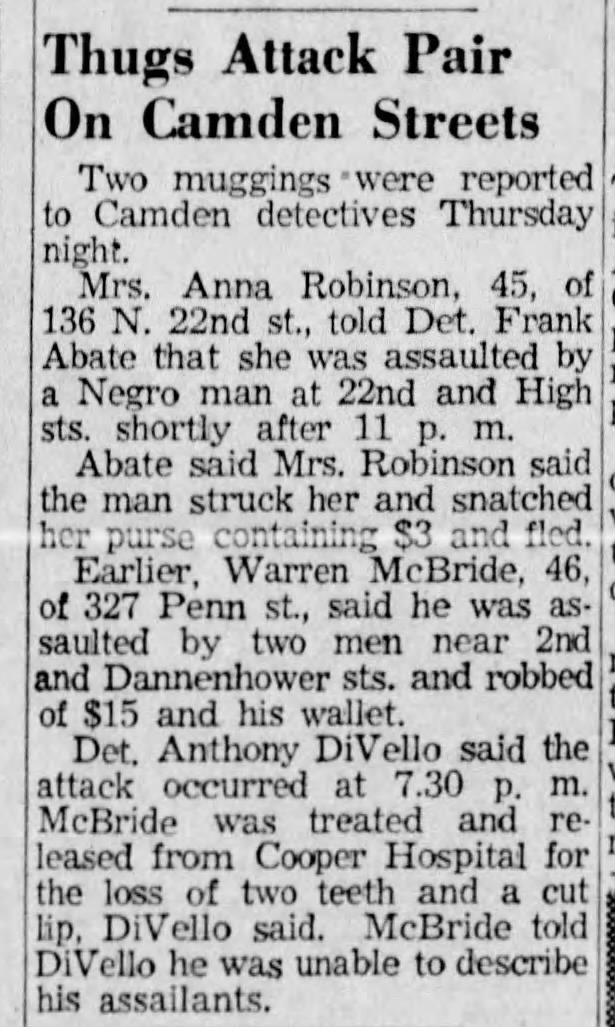 Thugs Attack Pair
On Camden Streets
Two muggings were reported
to Camden detectives Thursday
night.
Mrs. Anna Robinson, 45, of
136 N. 22nd st., told Det. Frank
Abate that she was assaulted by
a Negro man at 22nd and High
sts. shortly after 11 p. m.
Abate said Mrs. Robinson said
the man struck her and snatched
her purse containing $3 and fled.
Earlier, Warren McBride, 46,
of 327 Penn st., said he was as-
saulted by two men near 2nd
and Dannenhower sts. and robbed
of $15 and his wallet.
Det. Anthony DiVello said the
attack occurred at 7.30 p. m.
McBride was treated and re-
leased from Cooper Hospital for
the loss of two teeth and a cut
lip, DiVello said. McBride told
DiVello he was unable to describe
his assailants.